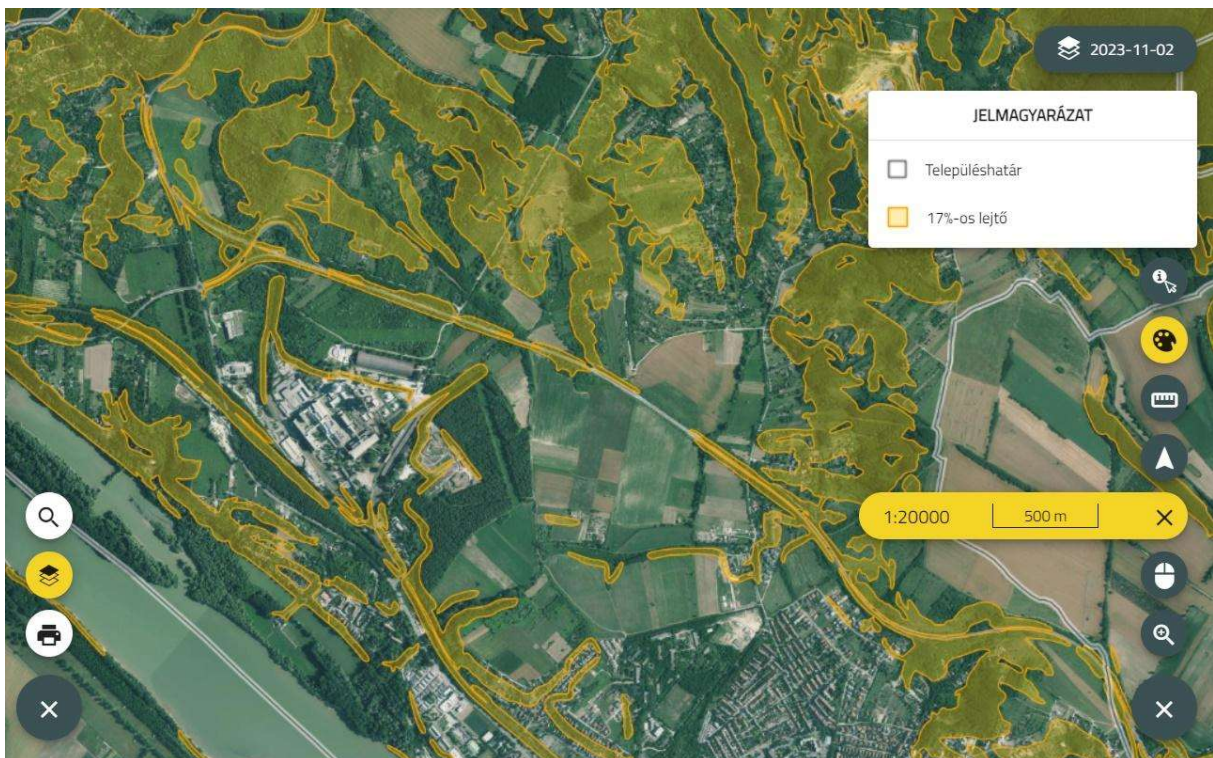 2023-11-02
JELMAGYARÁZAT
Településhatár
17%-os lejtő
1:20000 500 m